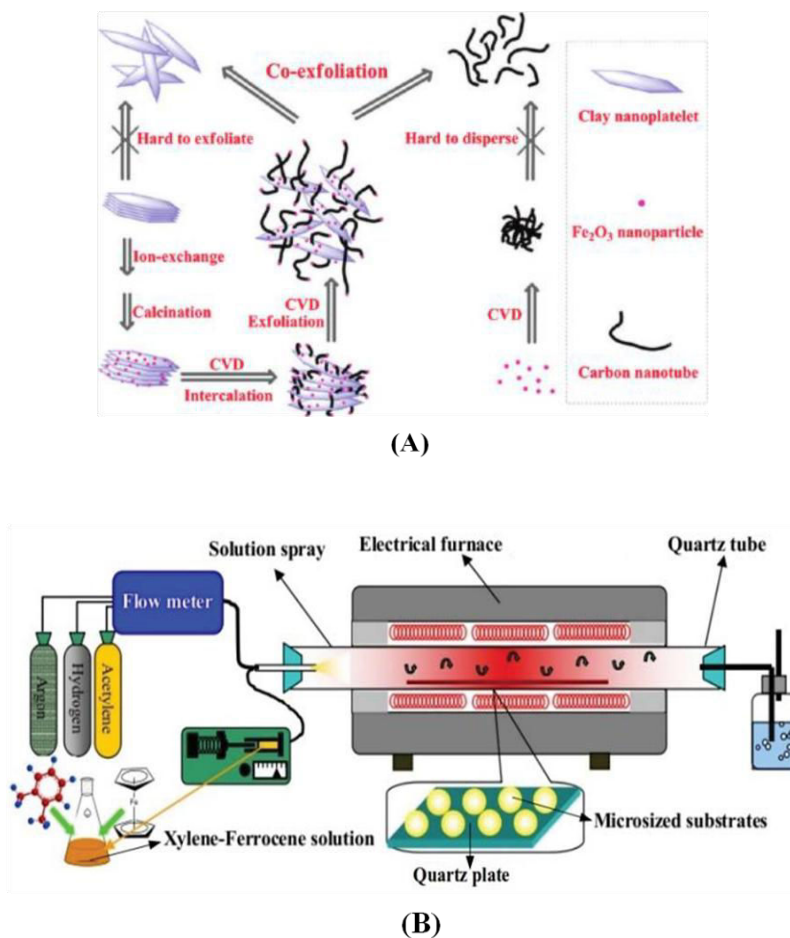 Co-exfoliation
Hard to exfoliate
Hard to disperse
Clay nanoplatelet
Ion-exchange
Fe₂O₃ nanoparticle
Calcination
CVD
Exfoliation
CVD
CVD
Intercalation
Carbon nanotube
(A)
Solution spray
Electrical furnace
Quartz tube
Flow meter
Argon
Hydrogen
Acetylene
Fe
Xylene-Ferrocene solution
Microsized substrates
Quartz plate
(B)